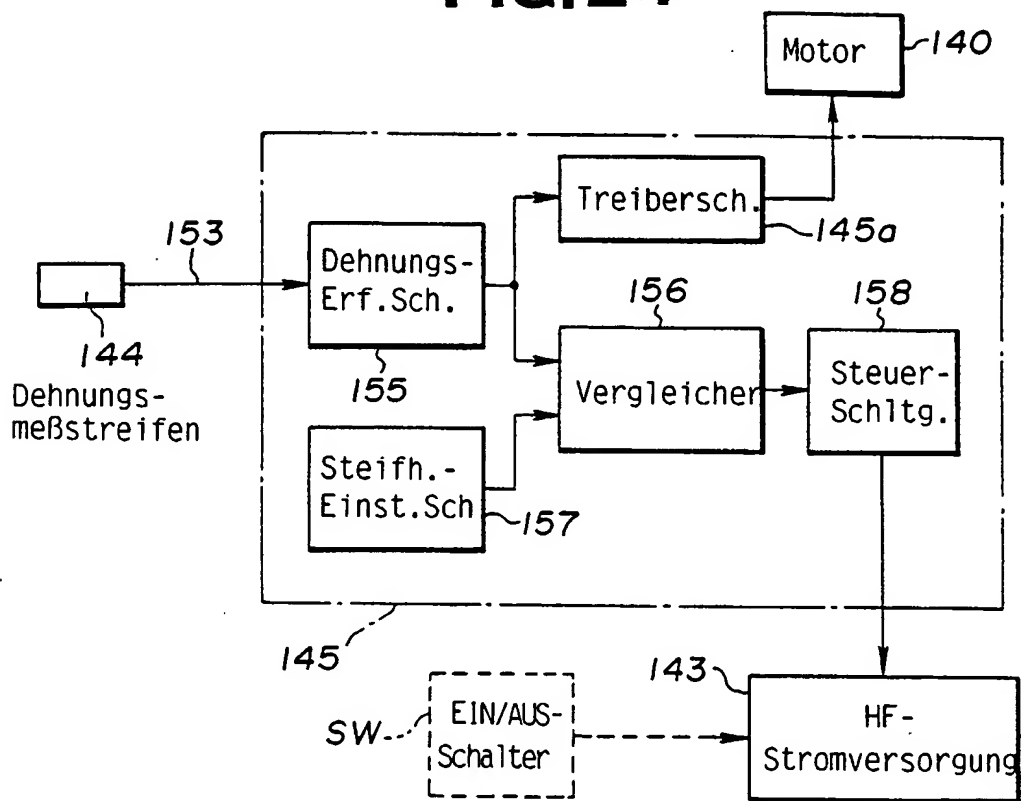 Motor
140
Treibersch.
145a
153
Dehnungs-
Erf.Sch.
155
144
Dehnungs-
meßstreifen
156
Vergleicher
158
Steuer-
Schltg.
Steifh.-
Einst.Sch
157
145
SW
EIN/AUS-
Schalter
143
HF-
Stromversorgung